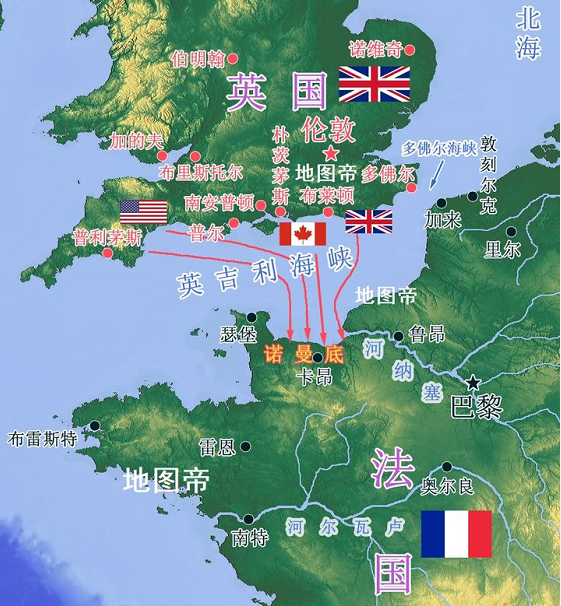 北海
伯明翰
诺维奇
英国
伦敦
朴茨茅斯
加的夫
布里斯托尔
地图帝
多佛尔
多佛尔海峡
敦刻尔克
南安普顿
布莱顿
加来
普利茅斯
普尔
里尔
英吉利海峡
地图帝
瑟堡
诺曼底
卡昂
鲁昂
河纳塞
巴黎
布雷斯特
雷恩
地图帝
法国
奥尔良
南特
河尔瓦卢